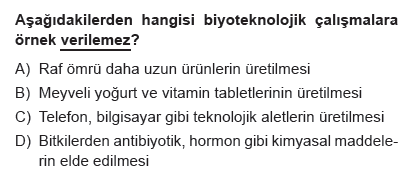 Aşağıdakilerden hangisi biyoteknolojik çalışmalara
örnek verilemez?
A) Raf ömrü daha uzun ürünlerin üretilmesi
B) Meyveli yoğurt ve vitamin tabletlerinin üretilmesi
C) Telefon, bilgisayar gibi teknolojik aletlerin üretilmesi
D) Bitkilerden antibiyotik, hormon gibi kimyasal maddele-
rin elde edilmesi